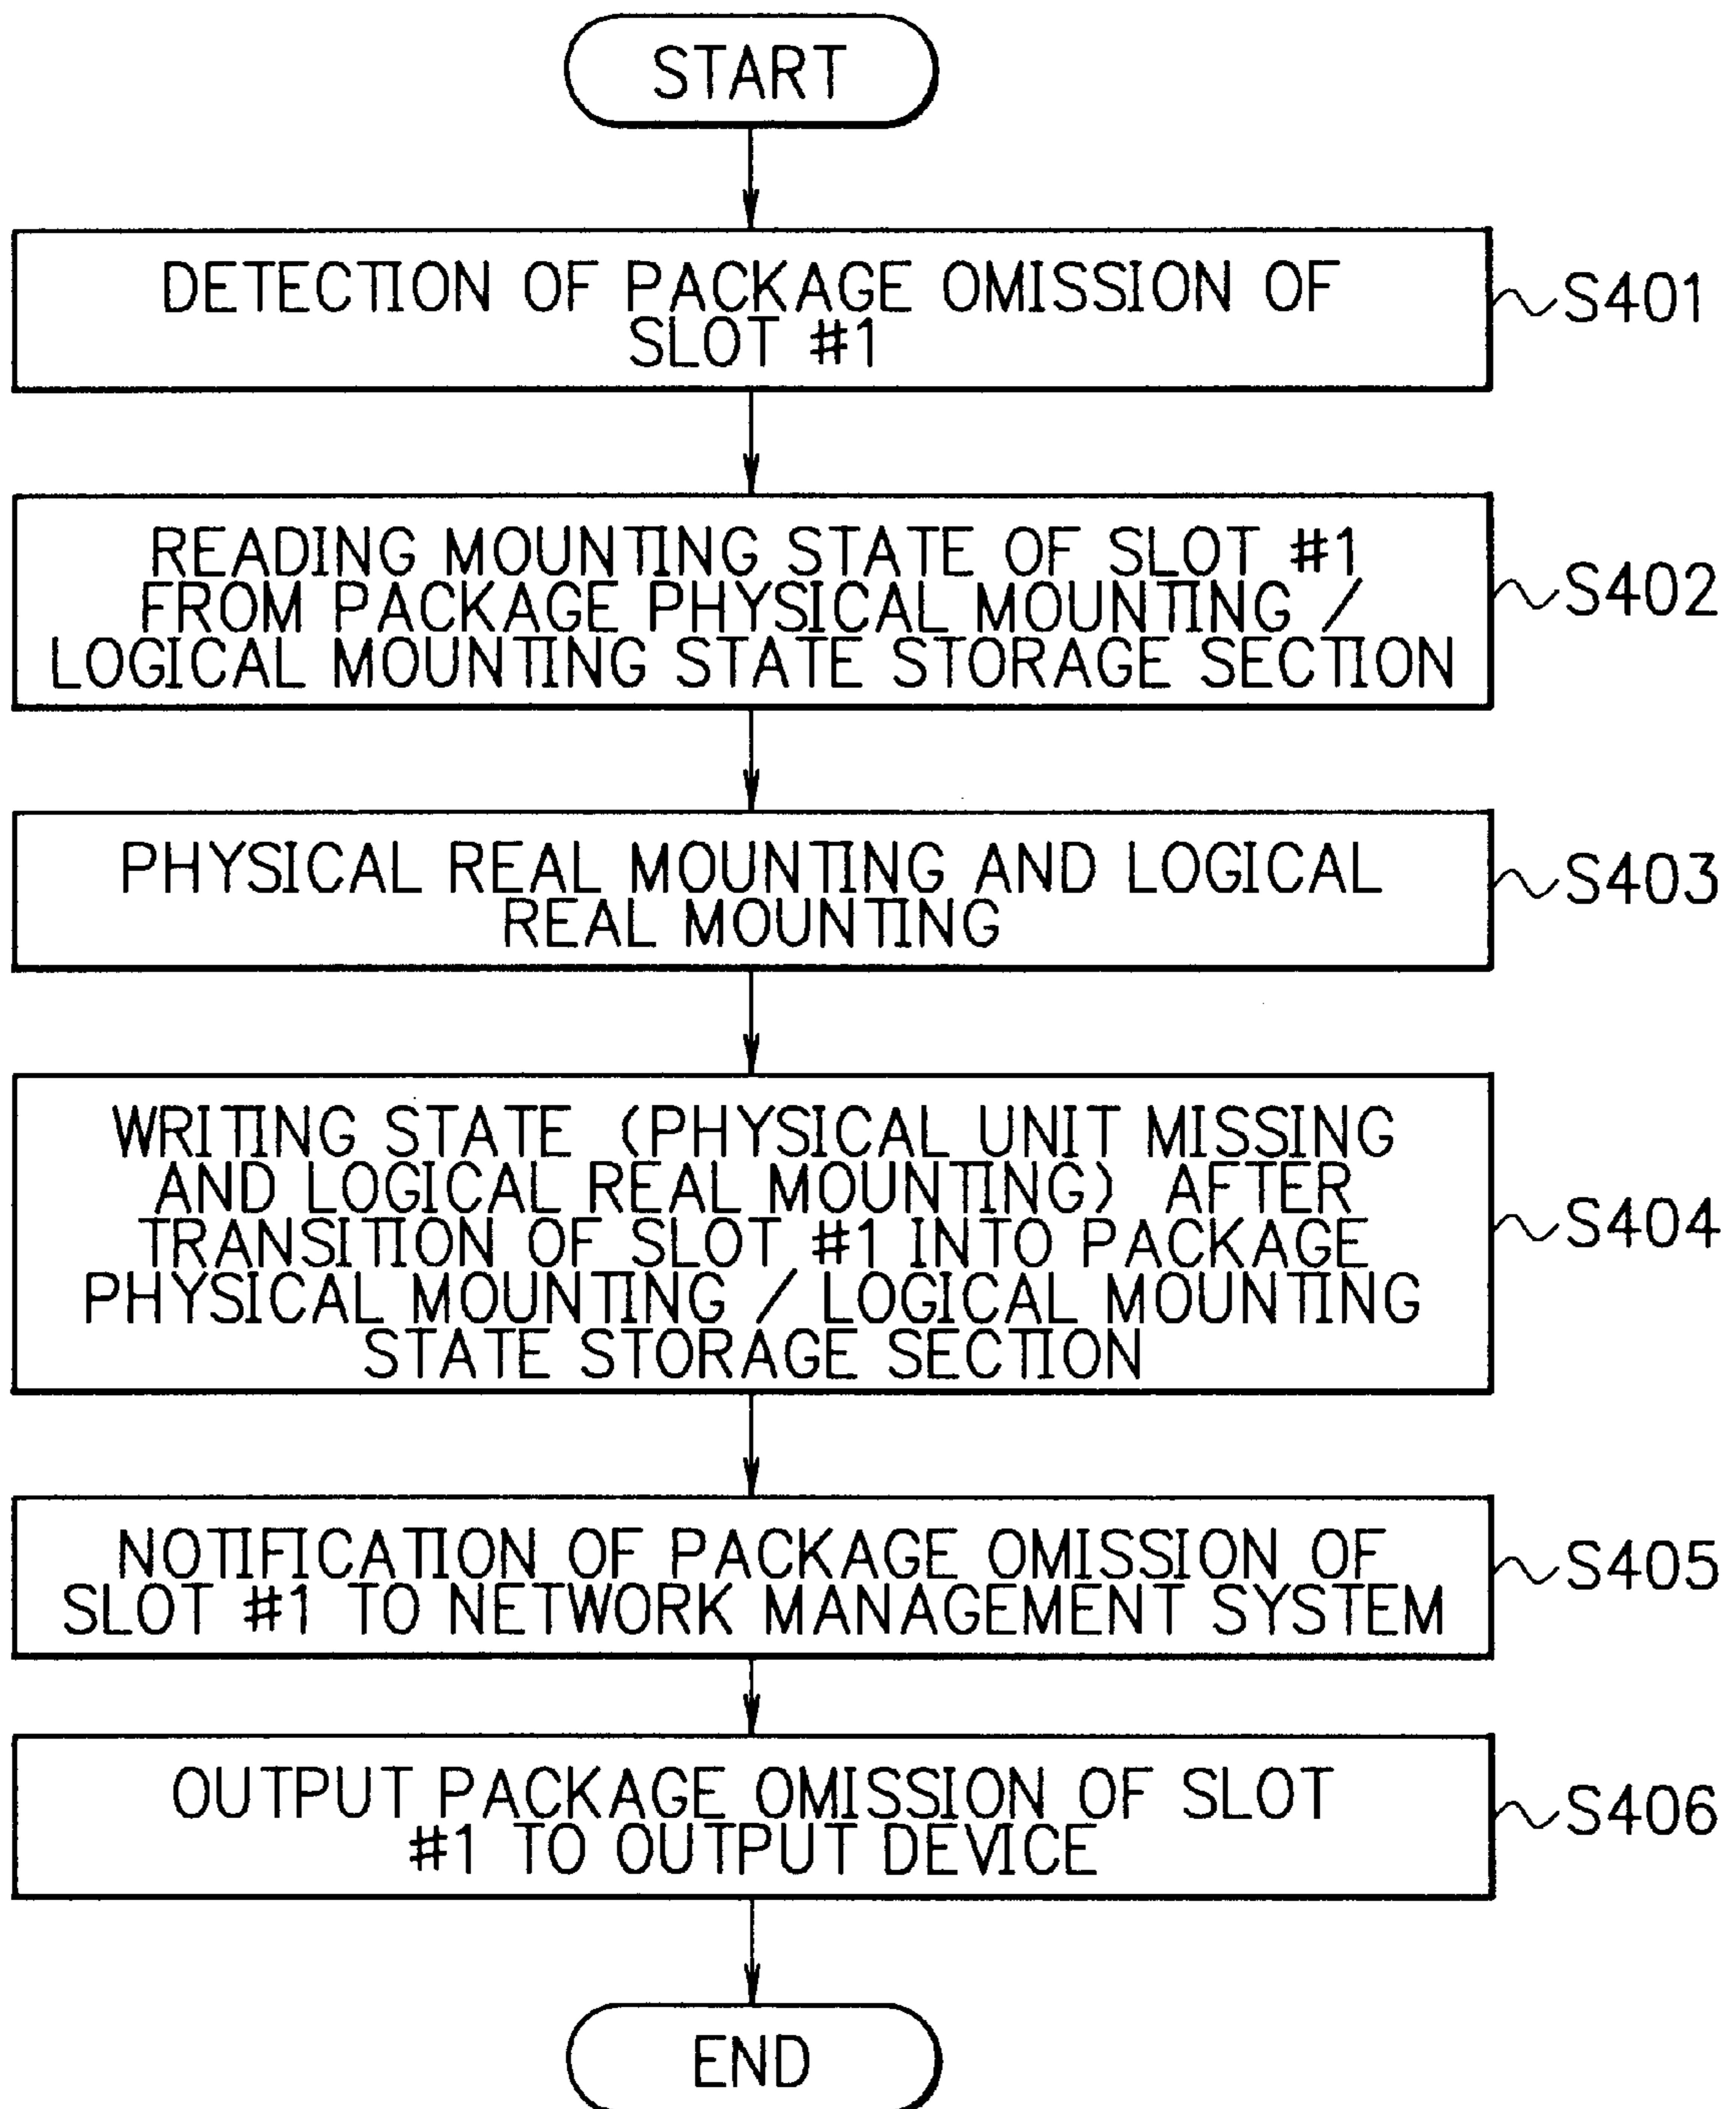 START
DETECTION OF PACKAGE OMISSION OF
SLOT #1
S401
READING MOUNTING STATE OF SLOT #1
FROM PACKAGE PHYSICAL MOUNTING /
LOGICAL MOUNTING STATE STORAGE SECTION
S402
PHYSICAL REAL MOUNTING AND LOGICAL
REAL MOUNTING
S403
WRITING STATE (PHYSICAL UNIT MISSING
AND LOGICAL REAL MOUNTING) AFTER
TRANSITION OF SLOT #1 INTO PACKAGE
PHYSICAL MOUNTING / LOGICAL MOUNTING
STATE STORAGE SECTION
S404
NOTIFICATION OF PACKAGE OMISSION OF
SLOT #1 TO NETWORK MANAGEMENT SYSTEM
S405
OUTPUT PACKAGE OMISSION OF SLOT
#1 TO OUTPUT DEVICE
S406
END